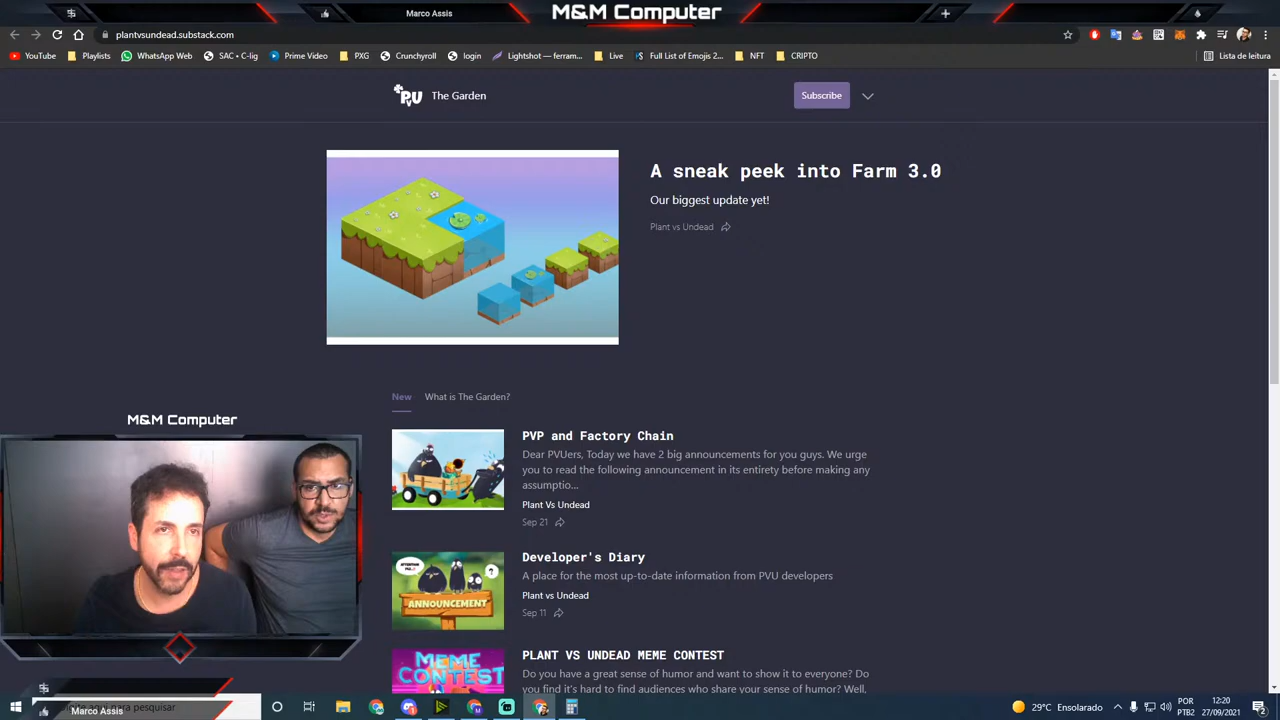 M&M Computer
Marco Assis
plantvsundead.substack.com
YouTube
Playlists
WhatsApp Web
SAC • C-lig
Prime Video
PXG
Crunchyroll
login
Lightshot — ferram...
Live
Full List of Emojis 2...
NFT
CRIPTO
Lista de leitura
PVU
The Garden
Subscribe
A sneak peek into Farm 3.0
Our biggest update yet!
Plant vs Undead
New
What is The Garden?
PVP and Factory Chain
Dear PVUers, Today we have 2 big announcements for you guys. We urge
you to read the following announcement in its entirety before making any
assumptio...
Plant Vs Undead
Sep 21
M&M Computer
ANNOUNCEMENT
Developer's Diary
A place for the most up-to-date information from PVU developers
Plant vs Undead
Sep 11
MEME
CONTEST
PLANT VS UNDEAD MEME CONTEST
Do you have a great sense of humor and want to show it to everyone? Do
you find it's hard to find audiences who share your sense of humor? Well,
aqui para pesquisar
Marco Assis
29°C Ensolarado
POR
PTB2
12:20
27/09/2021
2